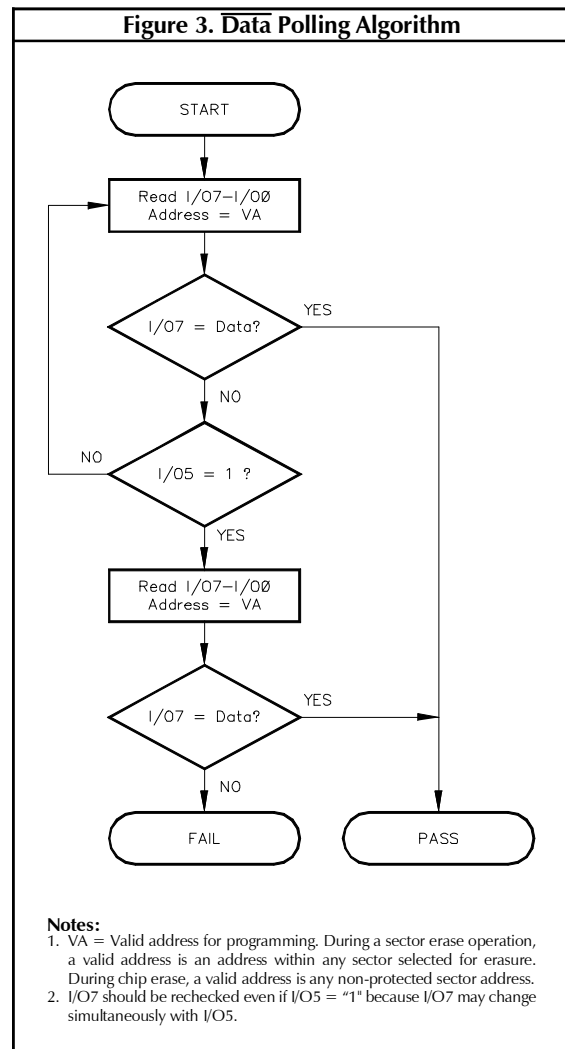 Figure 3. Data Polling Algorithm
START
Read I/O7–I/O0
Address = VA
I/O7 = Data?
YES
NO
I/O5 = 1 ?
NO
YES
Read I/O7–I/O0
Address = VA
I/O7 = Data?
YES
NO
FAIL
PASS
Notes:
1. VA = Valid address for programming. During a sector erase operation,
a valid address is an address within any sector selected for erasure.
During chip erase, a valid address is any non-protected sector address.
2. I/O7 should be rechecked even if I/O5 = “1" because I/O7 may change
simultaneously with I/O5.